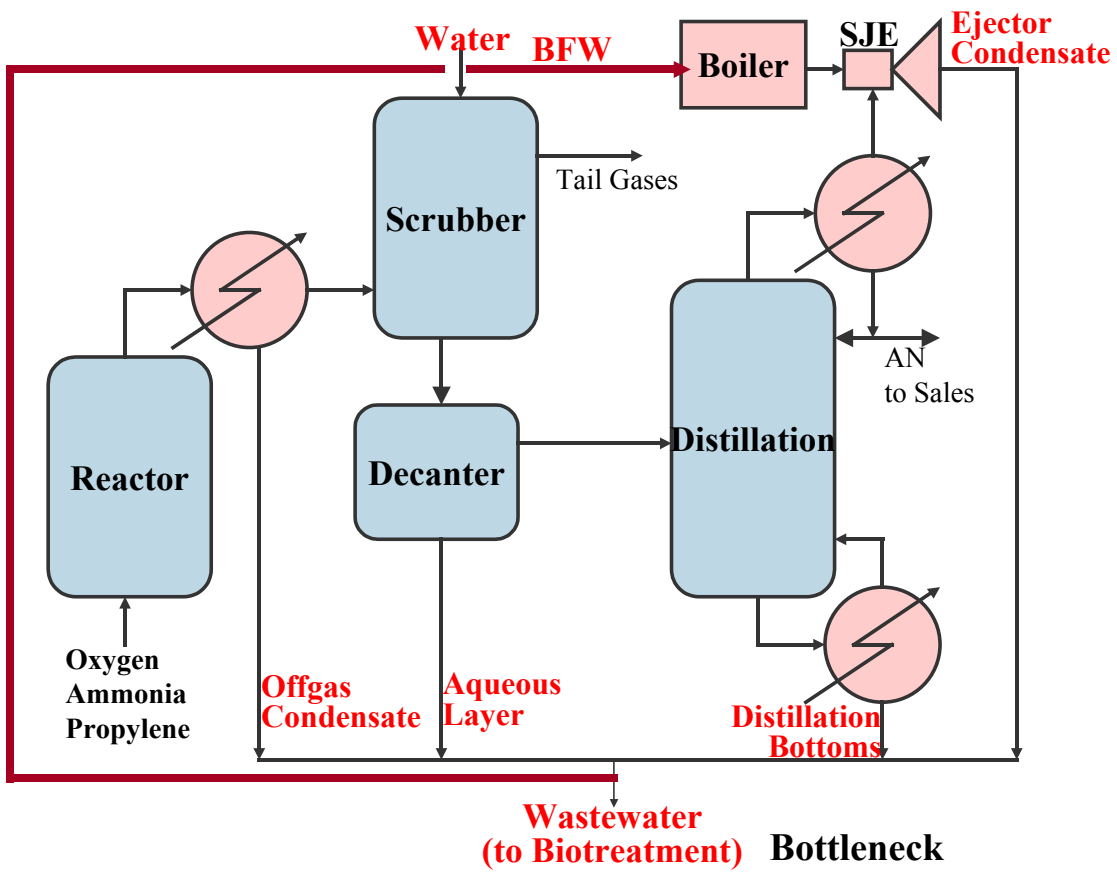 Water
BFW
Boiler
SJE
Ejector
Condensate
Scrubber
Tail Gases
AN
to Sales
Reactor
Decanter
Distillation
Oxygen
Ammonia
Propylene
Offgas
Condensate
Aqueous
Layer
Distillation
Bottoms
Wastewater
(to Biotreatment)
Bottleneck